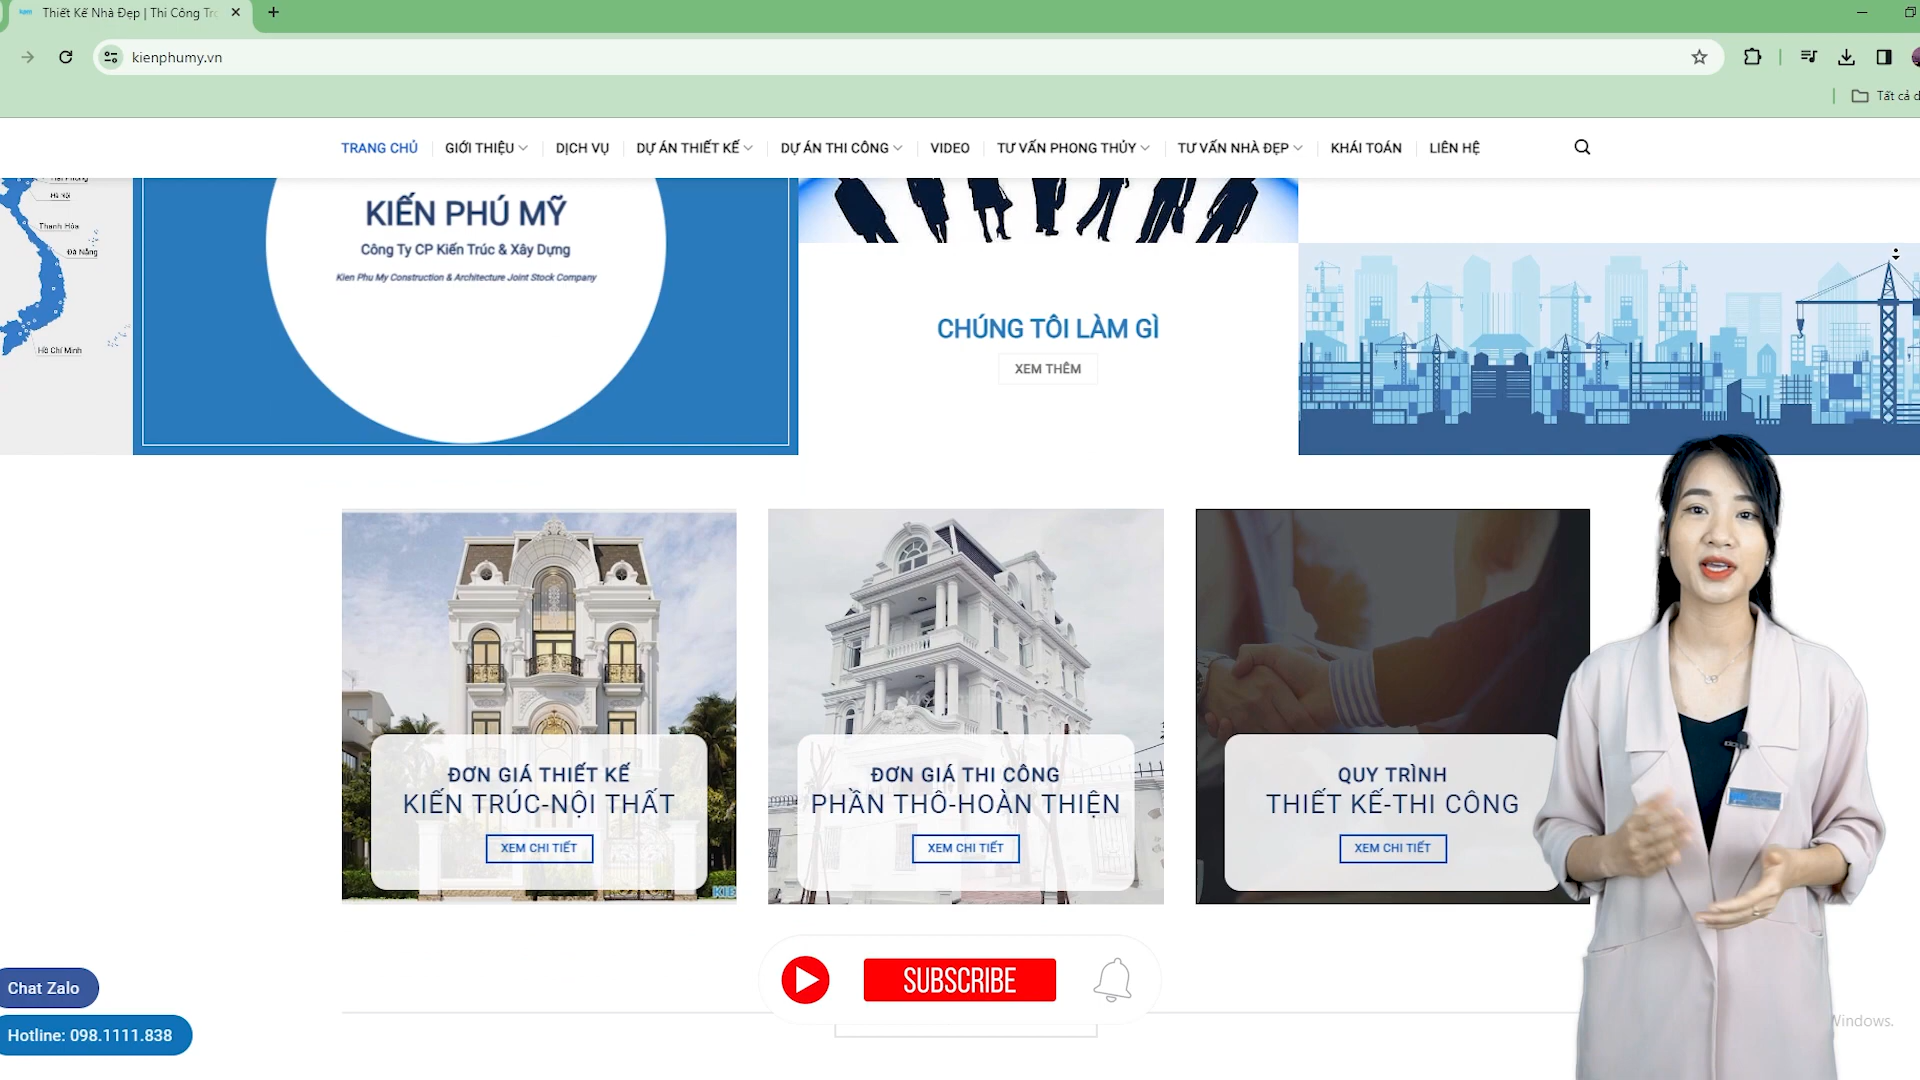 Thiết Kế Nhà Đẹp | Thi Công Trọ
kienphumy.vn
Tất cả d
TRANG CHỦ GIỚI THIỆU DỊCH VỤ DỰ ÁN THIẾT KẾ DỰ ÁN THI CÔNG VIDEO TƯ VẤN PHONG THỦY TƯ VẤN NHÀ ĐẸP KHÁI TOÁN LIÊN HỆ
Hà Nội
Thanh Hóa
Đà Nẵng
Hồ Chí Minh
KIẾN PHÚ MỸ
Công Ty CP Kiến Trúc & Xây Dựng
Kien Phu My Construction & Architecture Joint Stock Company
CHÚNG TÔI LÀM GÌ
XEM THÊM
ĐƠN GIÁ THIẾT KẾ
KIẾN TRÚC-NỘI THẤT
XEM CHI TIẾT
ĐƠN GIÁ THI CÔNG
PHẦN THÔ-HOÀN THIỆN
XEM CHI TIẾT
QUY TRÌNH
THIẾT KẾ-THI CÔNG
XEM CHI TIẾT
SUBSCRIBE
Chat Zalo
Hotline: 098.1111.838
Windows.